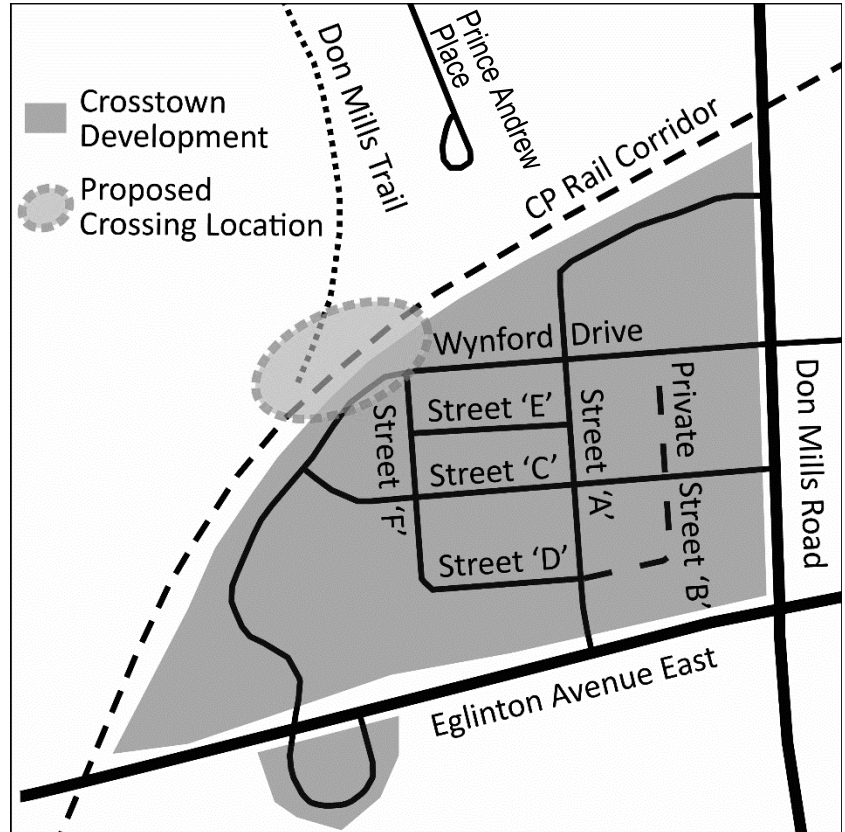 Crosstown
Development
Proposed
Crossing Location
Don Mills Trail
Prince Andrew
Place
CP Rail Corridor
Wynford Drive
Street 'E'
Street 'C'
Street 'D'
Street 'F'
Street 'A'
Private Street 'B'
Don Mills Road
Eglinton Avenue East